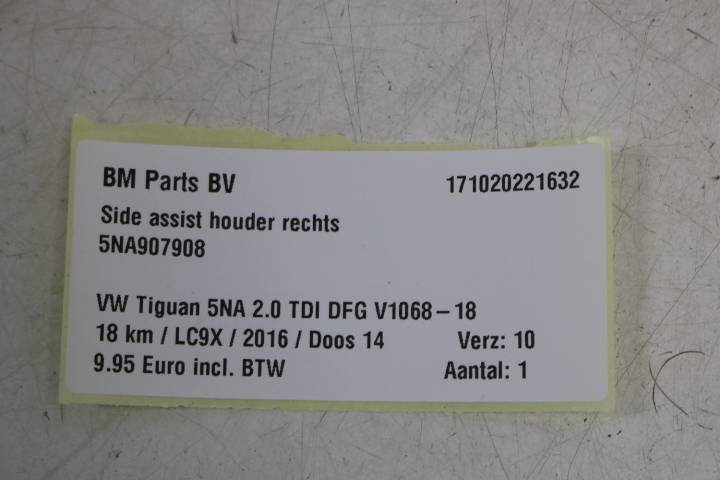 BM Parts BV 171020221632
Side assist houder rechts
5NA907908
VW Tiguan 5NA 2.0 TDI DFG V1068-18
18 km / LC9X / 2016 / Doos 14 Verz: 10
9.95 Euro incl. BTW Aantal: 1